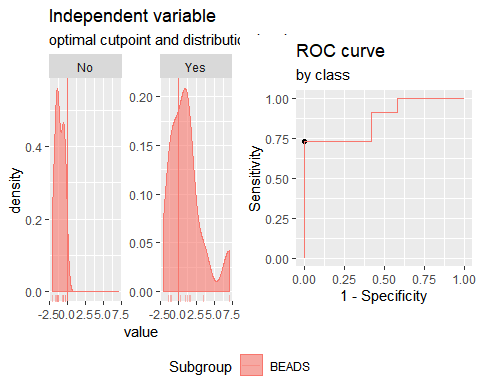 Independent variable
optimal cutpoint and distributio
No
Yes
density
0.4
0.2
0.0
0.20
0.15
0.10
0.05
0.00
-2.50.02.55.07.5
-2.50.02.55.07.5
value
ROC curve
by class
Sensitivity
1.00
0.75
0.50
0.25
0.00
0.00 0.25 0.50 0.75 1.00
1 - Specificity
Subgroup BEADS